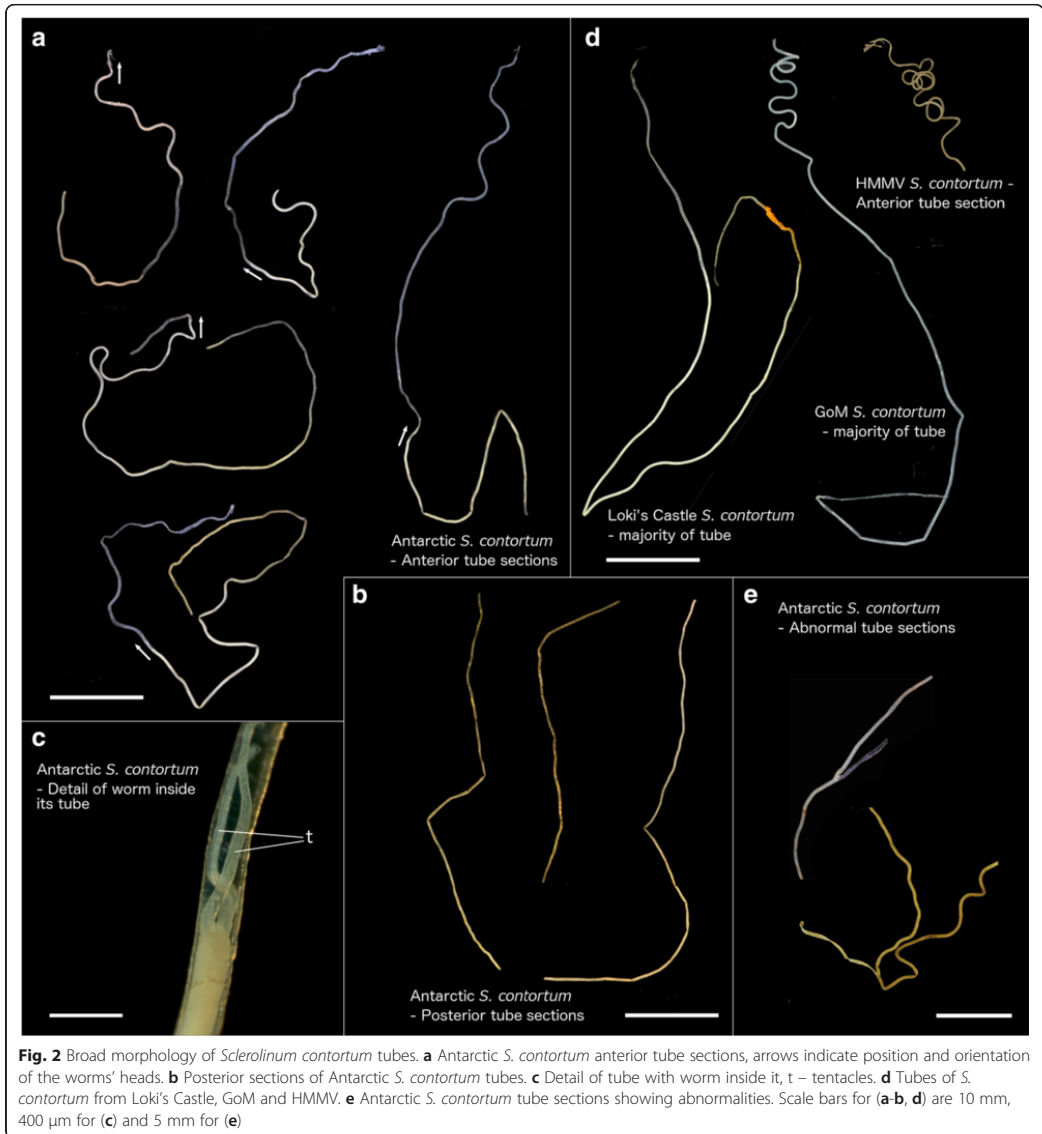 a
d
HMMV S. contortum -
Anterior tube section
GoM S. contortum
- majority of tube
Antarctic S. contortum
- Anterior tube sections
Loki's Castle S. contortum
- majority of tube
b
Antarctic S. contortum
- Posterior tube sections
e
Antarctic S. contortum
- Abnormal tube sections
c
Antarctic S. contortum
- Detail of worm inside
its tube
t
Fig. 2 Broad morphology of Sclerolinum contortum tubes. a Antarctic S. contortum anterior tube sections, arrows indicate position and orientation
of the worms' heads. b Posterior sections of Antarctic S. contortum tubes. c Detail of tube with worm inside it, t – tentacles. d Tubes of S.
contortum from Loki's Castle, GoM and HMMV. e Antarctic S. contortum tube sections showing abnormalities. Scale bars for (a-b, d) are 10 mm,
400 μm for (c) and 5 mm for (e)